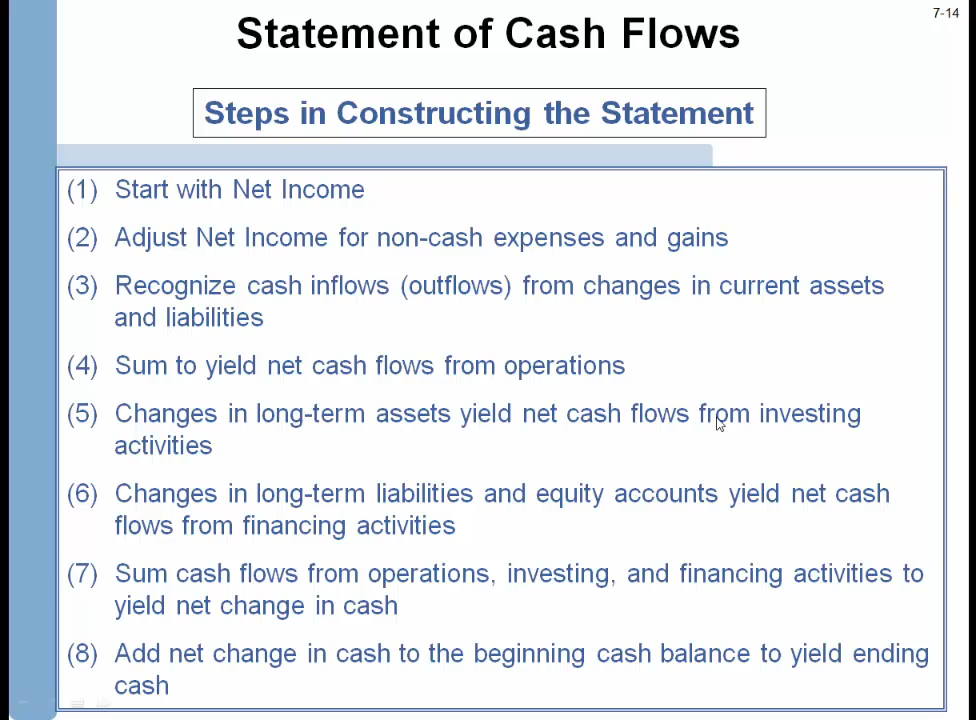 7-14
Statement of Cash Flows
Steps in Constructing the Statement
(1) Start with Net Income
(2) Adjust Net Income for non-cash expenses and gains
(3) Recognize cash inflows (outflows) from changes in current assets
and liabilities
(4) Sum to yield net cash flows from operations
(5) Changes in long-term assets yield net cash flows from investing
activities
(6) Changes in long-term liabilities and equity accounts yield net cash
flows from financing activities
(7) Sum cash flows from operations, investing, and financing activities to
yield net change in cash
(8) Add net change in cash to the beginning cash balance to yield ending
cash